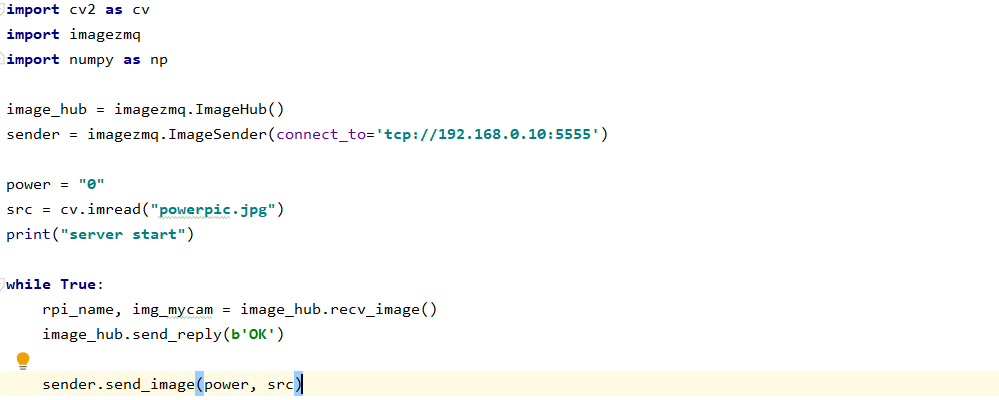 import cv2 as cv
import imagezmq
import numpy as np
image_hub = imagezmq.ImageHub()
sender = imagezmq.ImageSender(connect_to='tcp://192.168.0.10:5555')
power = "0"
src = cv.imread("powerpic.jpg")
print("server start")
while True:
    rpi_name, img_mycam = image_hub.recv_image()
    image_hub.send_reply(b'OK')
    sender.send_image(power, src)